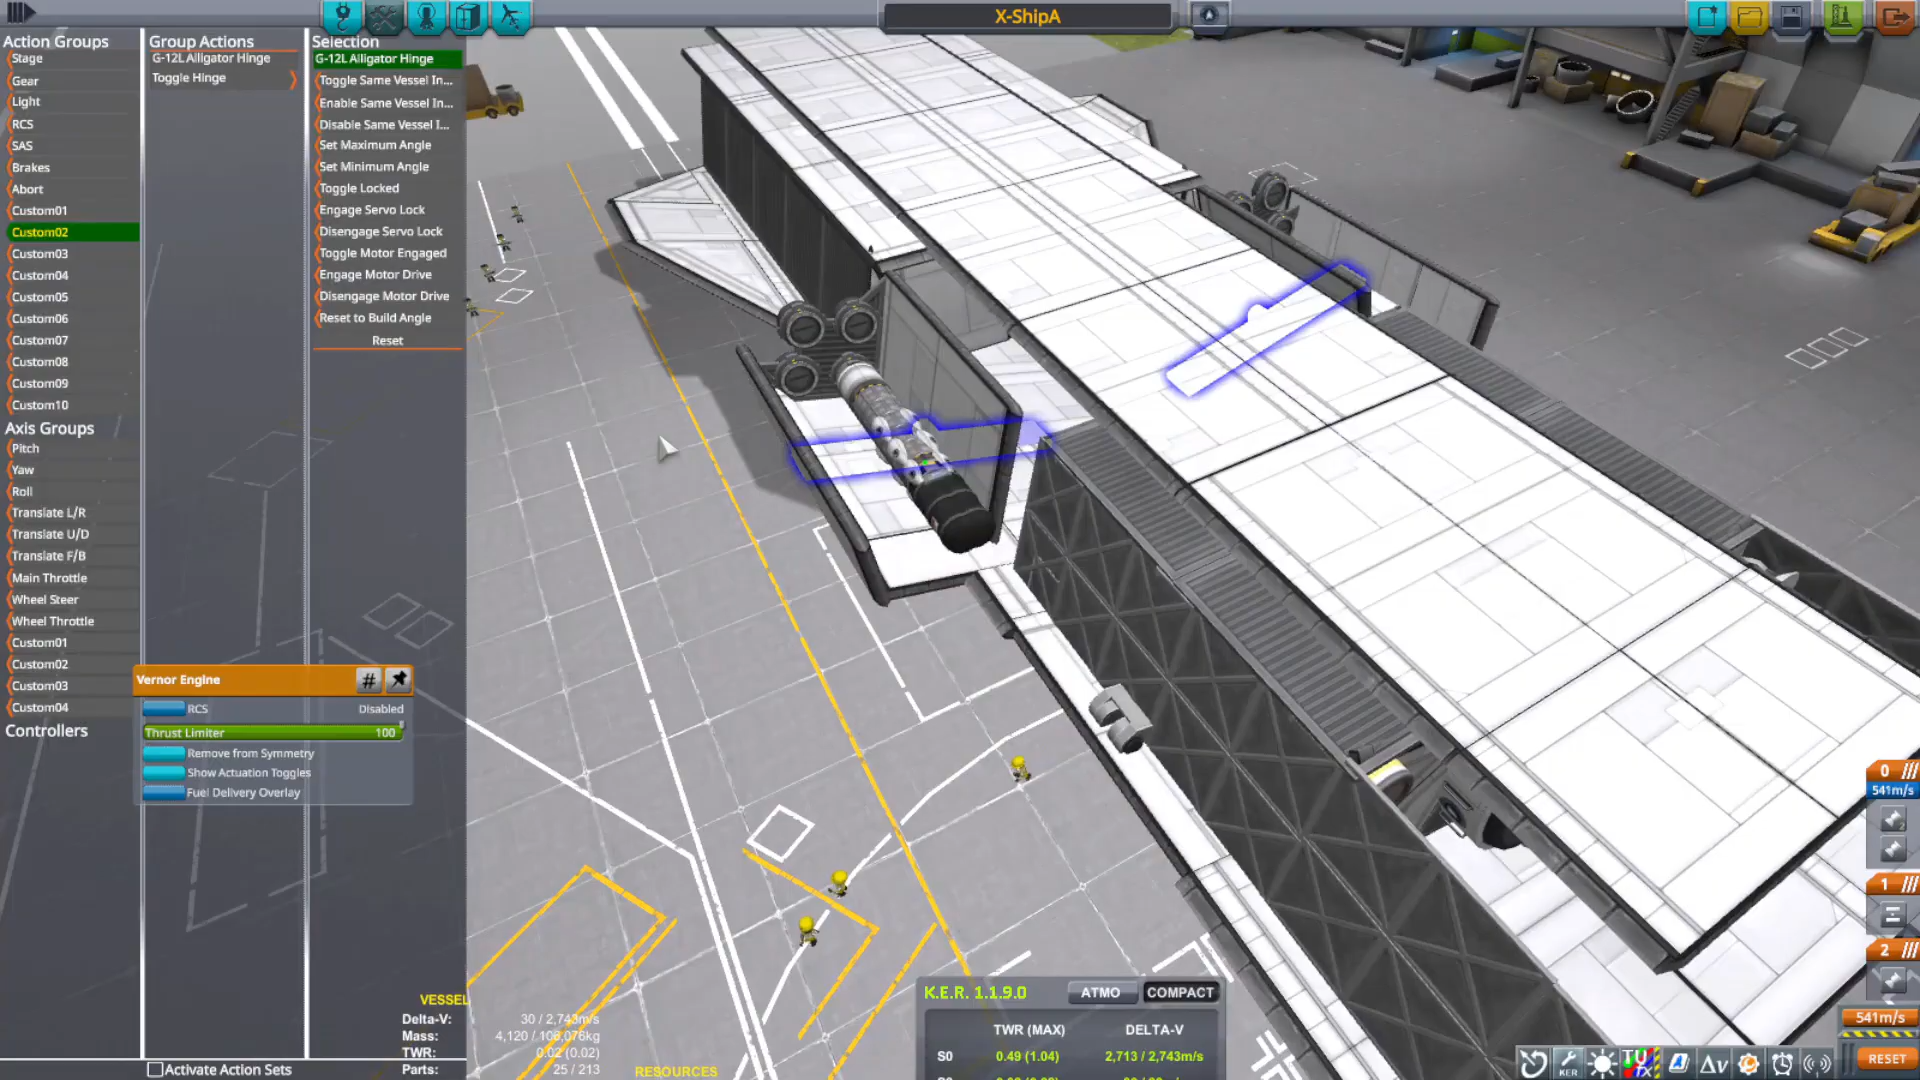 X-ShipA
Action Groups
Stage
Gear
Light
RCS
SAS
Brakes
Abort
Custom01
Custom02
Custom03
Custom04
Custom05
Custom06
Custom07
Custom08
Custom09
Custom10
Axis Groups
Pitch
Yaw
Roll
Translate L/R
Translate U/D
Translate F/B
Main Throttle
Wheel Steer
Wheel Throttle
Custom01
Custom02
Custom03
Custom04
Controllers
Group Actions
G-12L Alligator Hinge
Toggle Hinge
Selection
G-12L Alligator Hinge
Toggle Same Vessel In...
Enable Same Vessel In...
Disable Same Vessel I...
Set Maximum Angle
Set Minimum Angle
Toggle Locked
Engage Servo Lock
Disengage Servo Lock
Toggle Motor Engaged
Engage Motor Drive
Disengage Motor Drive
Reset to Build Angle
Reset
Vernor Engine
#
RCS Disabled
Thrust Limiter 100
Remove from Symmetry
Show Actuation Toggles
Fuel Delivery Overlay
VESSEL
Delta-V: 30 / 2,743m/s
Mass:
TWR: 0.02 (0.02)
Parts: 25 / 213
RESOURCES
Activate Action Sets
K.E.R. 1.1.9.0 ATMO COMPACT
TWR (MAX) DELTA-V
S0 0.49 (1.04) 2,713 / 2,743m/s
0
541m/s
2
1
2
541m/s
KER
Δv
RESET